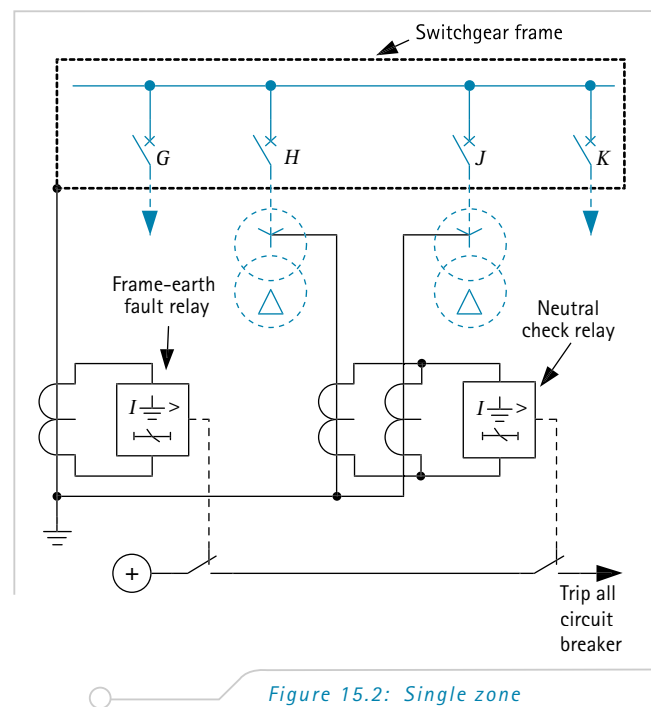 Switchgear frame
G
H
J
K
Frame-earth
fault relay
Neutral
check relay
I >
I >
+
Trip all
circuit
breaker
Figure 15.2: Single zone